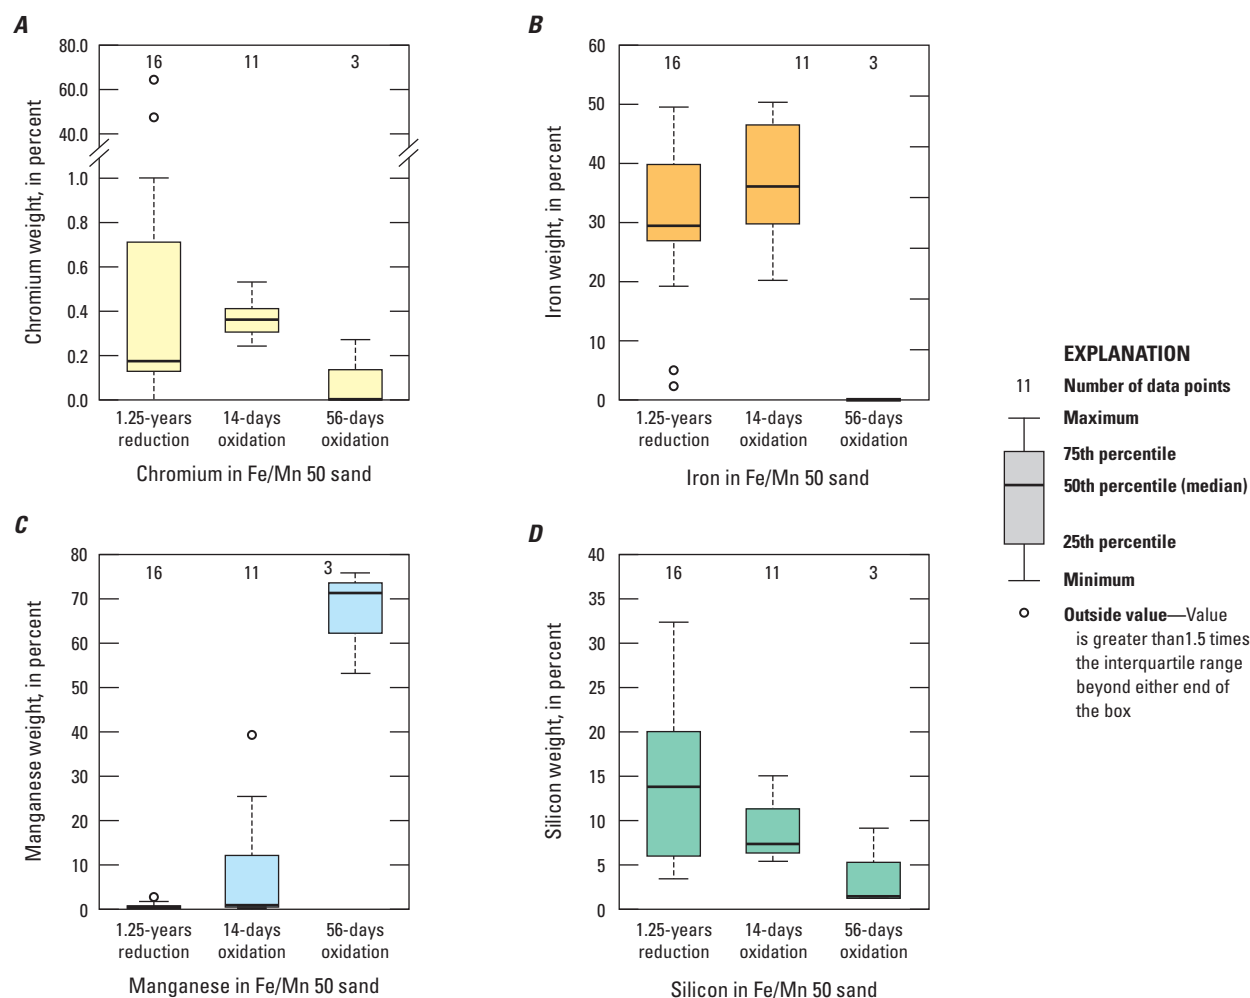 A
80.0
60.0
40.0
1.0
0.8
0.6
0.4
0.2
0.0
Chromium weight, in percent
16
11
3
1.25-years
reduction
14-days
oxidation
56-days
oxidation
Chromium in Fe/Mn 50 sand
B
60
50
40
30
20
10
0
Iron weight, in percent
16
11
3
1.25-years
reduction
14-days
oxidation
56-days
oxidation
Iron in Fe/Mn 50 sand
C
80
70
60
50
40
30
20
10
0
Manganese weight, in percent
16
11
3
1.25-years
reduction
14-days
oxidation
56-days
oxidation
Manganese in Fe/Mn 50 sand
D
40
35
30
25
20
15
10
5
0
Silicon weight, in percent
16
11
3
1.25-years
reduction
14-days
oxidation
56-days
oxidation
Silicon in Fe/Mn 50 sand
EXPLANATION
11 Number of data points
Maximum
75th percentile
50th percentile (median)
25th percentile
Minimum
Outside value—Value
is greater than1.5 times
the interquartile range
beyond either end of
the box